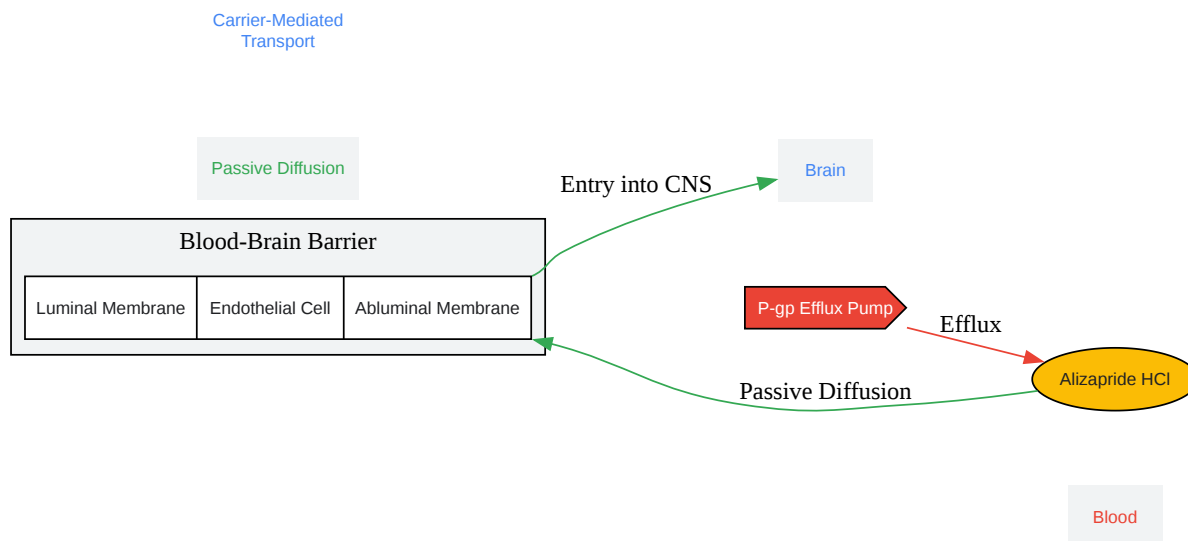 Carrier-Mediated
Transport
Passive Diffusion
Brain
Entry into CNS
Blood-Brain Barrier
Luminal Membrane
Endothelial Cell
Abluminal Membrane
P-gp Efflux Pump
Efflux
Alizapride HCl
Passive Diffusion
Blood